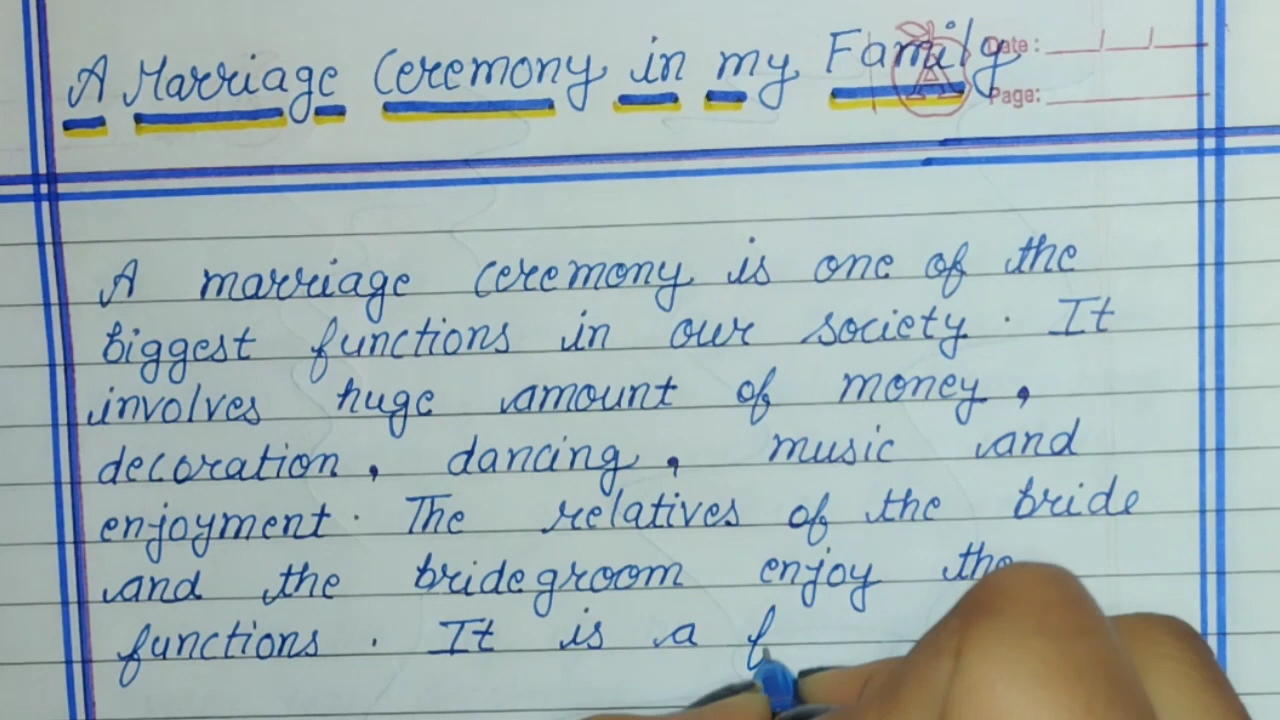 A Marriage Ceremony in my Family
Date :
Page:
A marriage ceremony is one of the
biggest functions in our society. It
involves huge amount of money,
decoration, dancing, music and
enjoyment. The relatives of the bride
and the bridegroom enjoy the
functions. It is a f